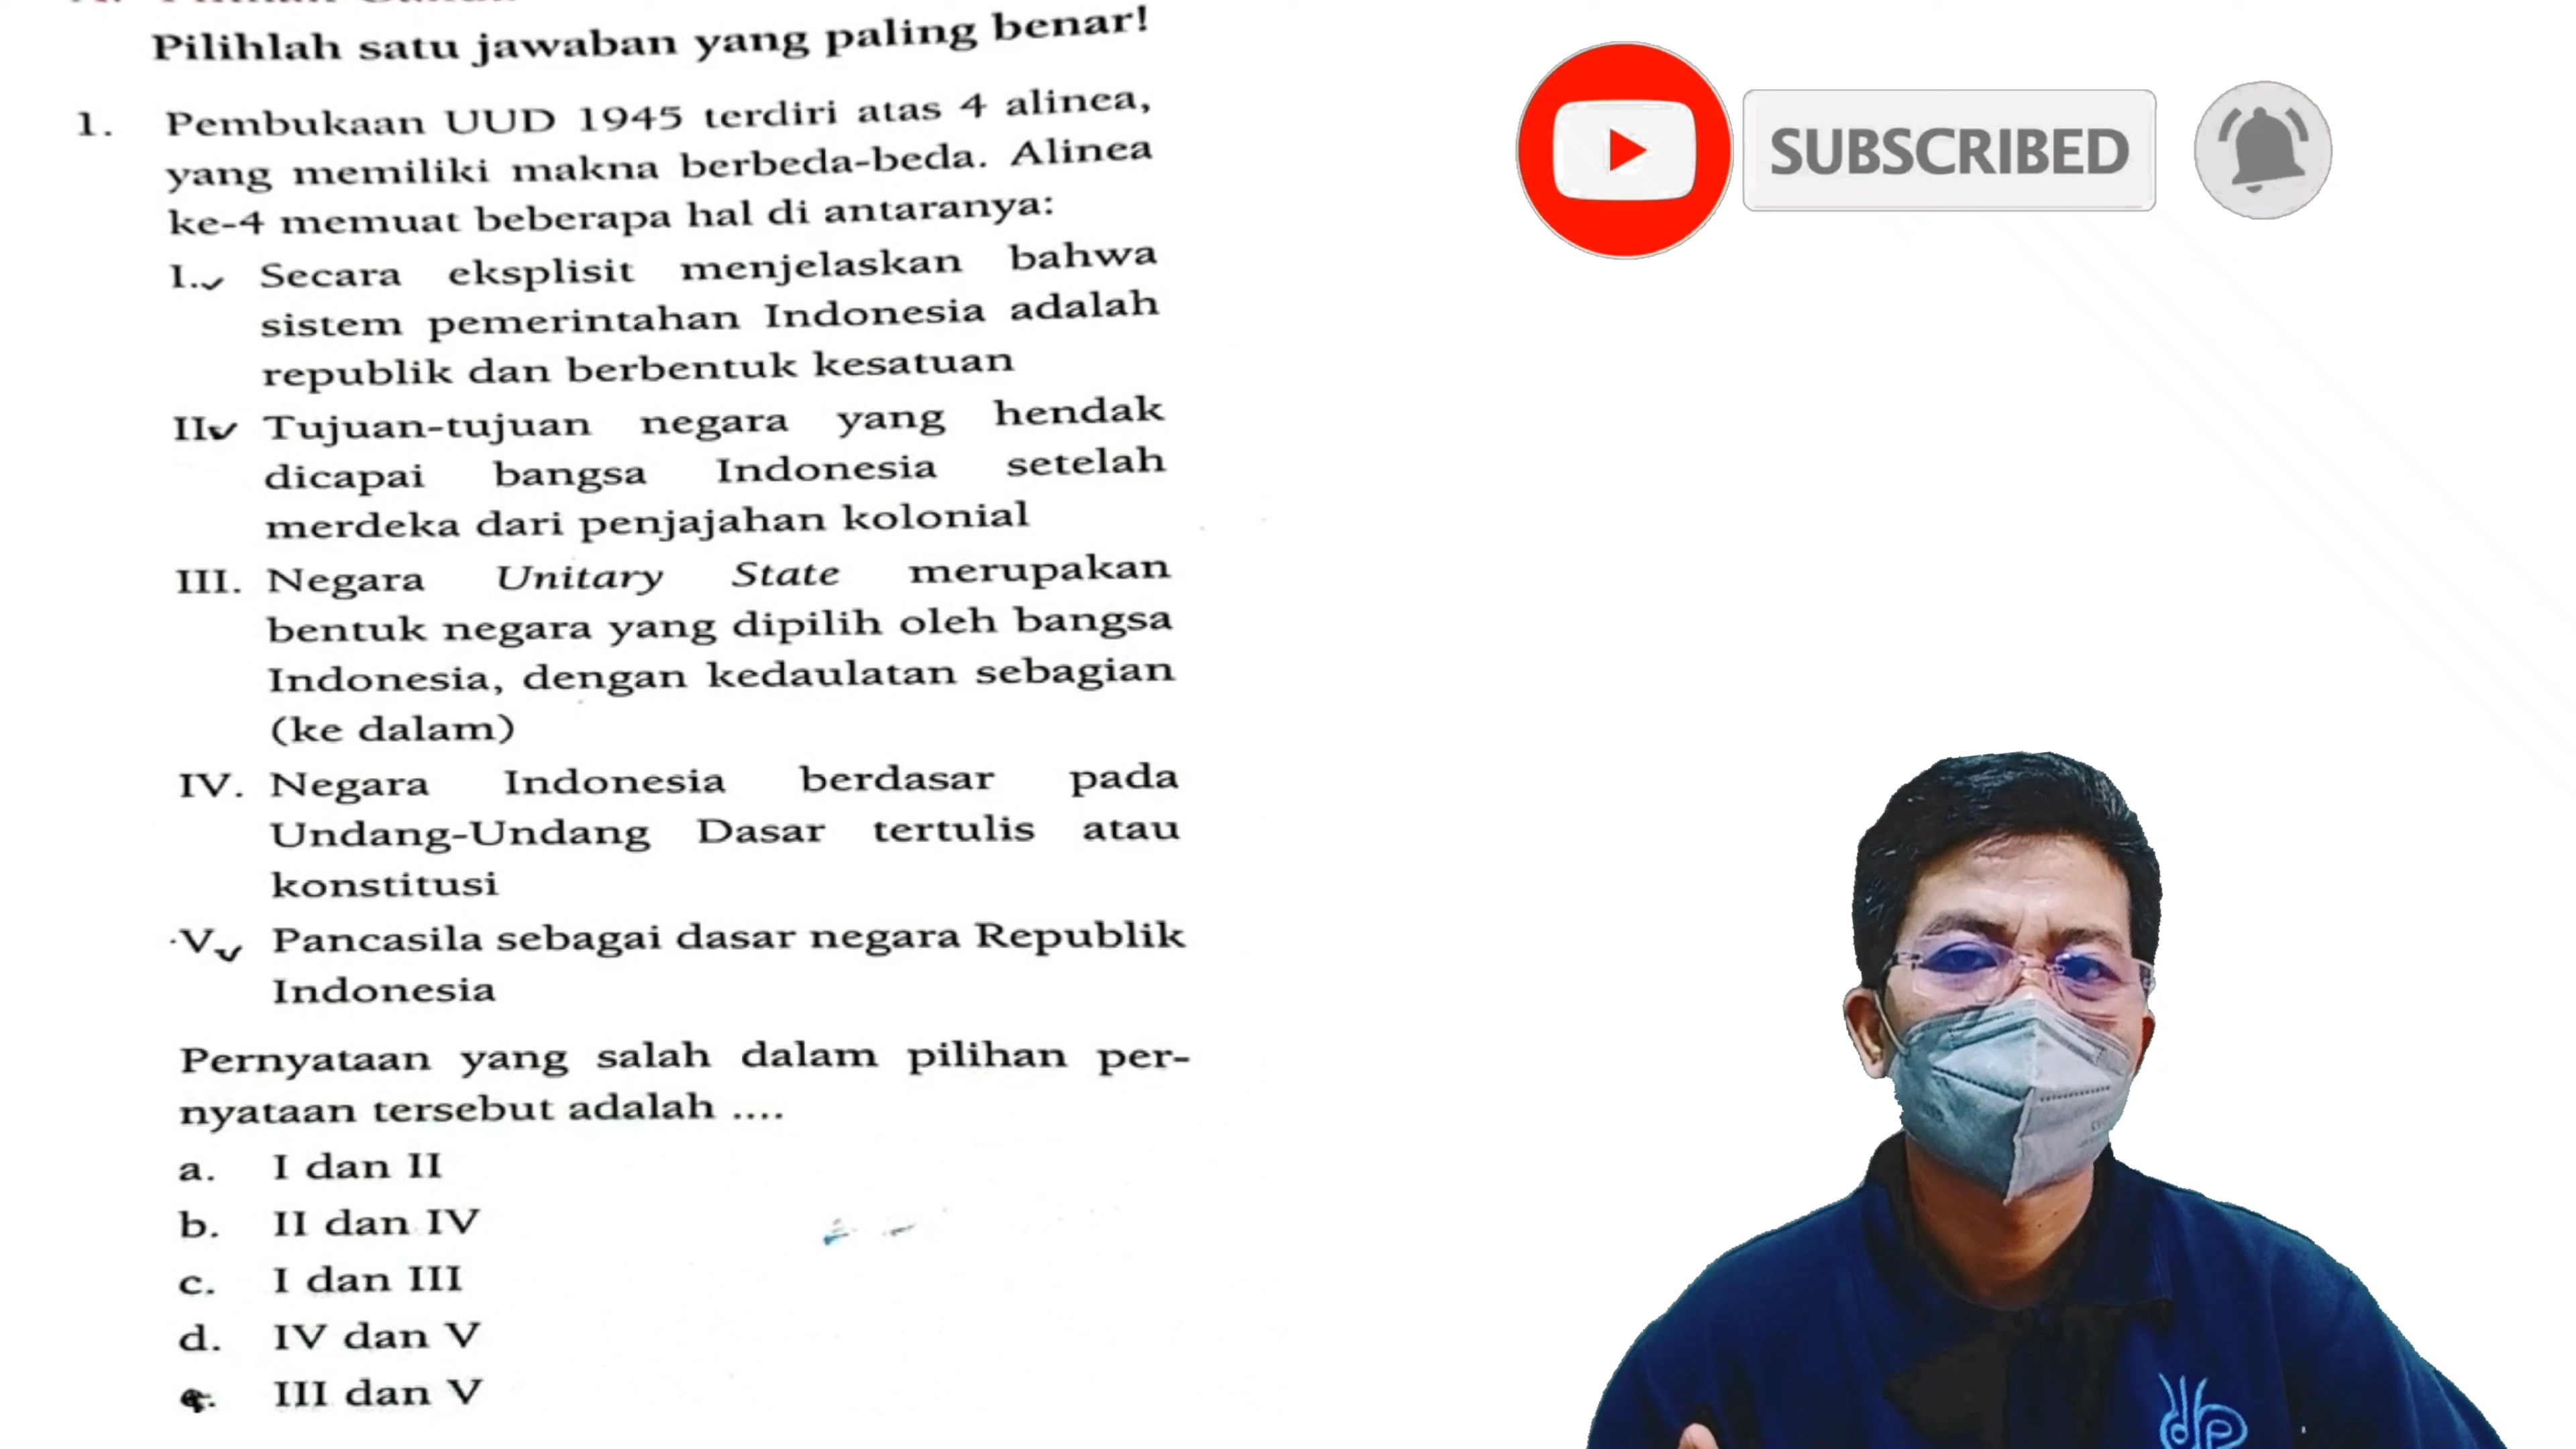 Pilihlah satu jawaban yang paling benar!
1. Pembukaan UUD 1945 terdiri atas 4 alinea,
yang memiliki makna berbeda-beda. Alinea
ke-4 memuat beberapa hal di antaranya:
I. Secara eksplisit menjelaskan bahwa
sistem pemerintahan Indonesia adalah
republik dan berbentuk kesatuan
II. Tujuan-tujuan negara yang hendak
dicapai bangsa Indonesia setelah
merdeka dari penjajahan kolonial
III. Negara Unitary State merupakan
bentuk negara yang dipilih oleh bangsa
Indonesia, dengan kedaulatan sebagian
(ke dalam)
IV. Negara Indonesia berdasar pada
Undang-Undang Dasar tertulis atau
konstitusi
V. Pancasila sebagai dasar negara Republik
Indonesia
Pernyataan yang salah dalam pilihan per-
nyataan tersebut adalah ....
a. I dan II
b. II dan IV
c. I dan III
d. IV dan V
e. III dan V
SUBSCRIBED